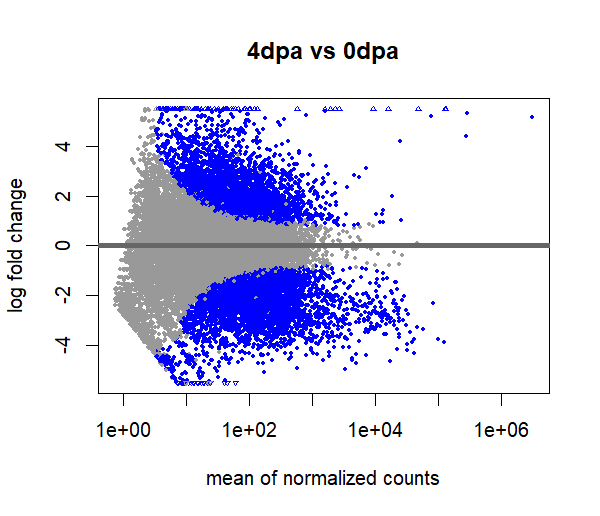 4dpa vs 0dpa
log fold change
4
2
0
-2
-4
1e+00
1e+02
1e+04
1e+06
mean of normalized counts